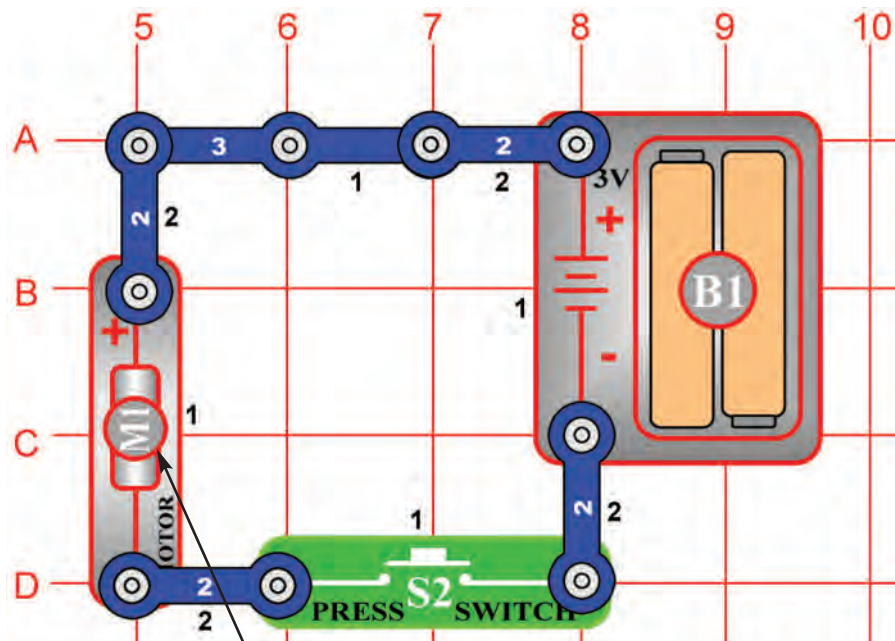 5 6 7 8 9 10
A 3 2
1 2
3V
2 2
+
B
+ 1 B1
-
M1 1
C
2 2
OTOR
1
D 2 S2
PRESS SWITCH
2